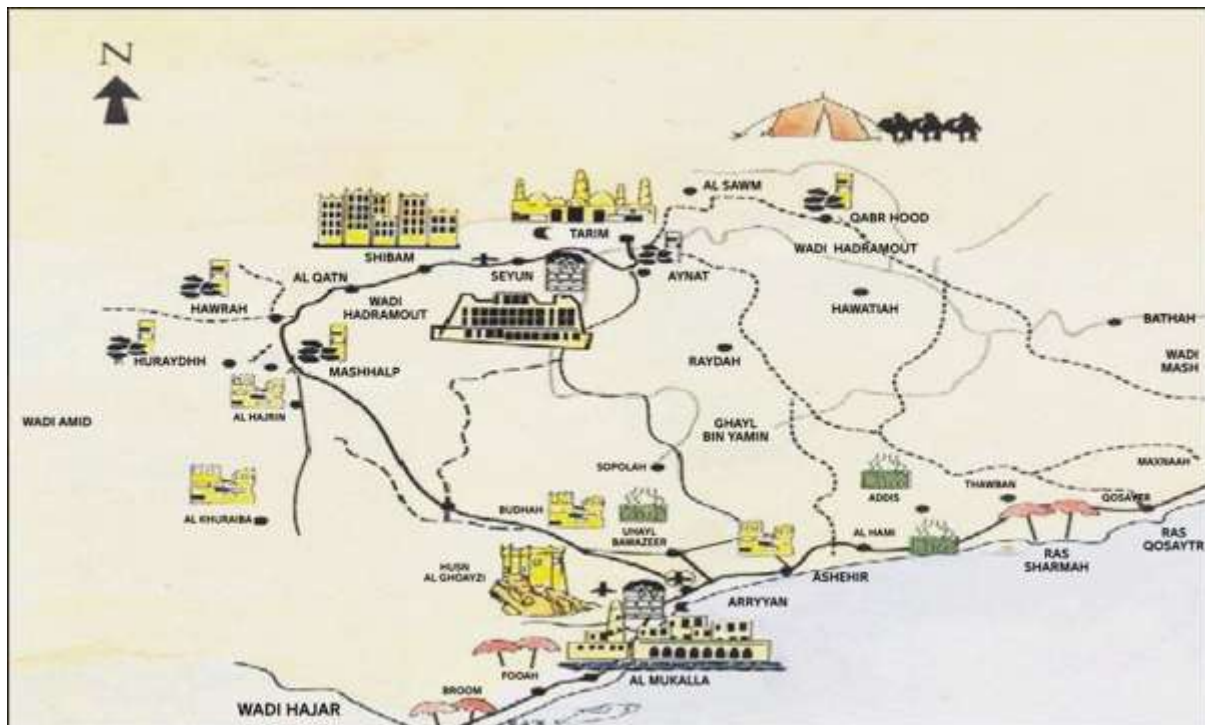 N
AL SAWM
QABR HOOD
TARIM
SHIBAM
WADI HADRAMOUT
SEYUN
AYNAT
AL QATN
HAWRAH
WADI
HADRAMOUT
HAWATIAH
BATHAH
HURAYDHH
MASHHALP
RAYDAH
WADI
MASH
AL HAJRIN
WADI AMID
GHAYL
BIN YAMIN
SOPOLAH
MAXNAAH
THAWBAN
ADDIS
QOSAYER
AL KHURAIBA
BUDHAH
UHAYL
BAWAZEER
AL HAMI
RAS
QOSAYTR
RAS
SHARMAH
HUSN
AL GHOAYZI
ASHEHIR
ARRYYAN
FOOAH
AL MUKALLA
BROOM
WADI HAJAR